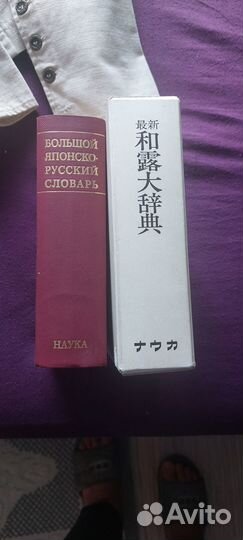 БОЛЬШОЙ
ЯПОНСКО-
РУССКИЙ
СЛОВАРЬ
НАУКА
最新
和露大辞典
ナウカ
Avito